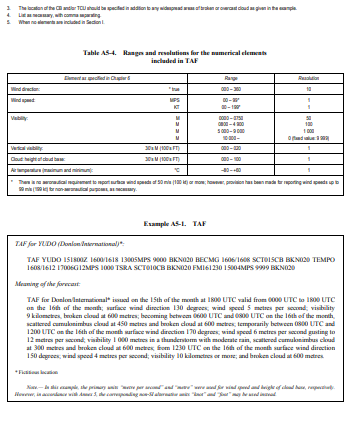 3. The location of the CB and/or TCU should be specified in addition to any widespread areas of broken or overcast cloud as given in the example.
4. List as necessary, with comma separating.
5. When no elements are included in Section I.
Table A5-4. Ranges and resolutions for the numerical elements
included in TAF
Element as specified in Chapter 6 Range Resolution
Wind direction: ° true 000 – 360 10
Wind speed: MPS 00 – 99* 1
KT 00 – 199* 1
Visibility: M 0000 – 0750 50
M 0800 – 4 900 100
M 5 000 – 9 000 1 000
M 10 000 – 0 (fixed value: 9 999)
Vertical visibility: 30's M (100's FT) 000 – 020 1
Cloud: height of cloud base: 30's M (100's FT) 000 – 100 1
Air temperature (maximum and minimum): °C –80 – +60 1
* There is no aeronautical requirement to report surface wind speeds of 50 m/s (100 kt) or more; however, provision has been made for reporting wind speeds up to
99 m/s (199 kt) for non-aeronautical purposes, as necessary.
Example A5-1. TAF
TAF for YUDO (Donlon/International)*:
TAF YUDO 151800Z 1600/1618 13005MPS 9000 BKN020 BECMG 1606/1608 SCT015CB BKN020 TEMPO
1608/1612 17006G12MPS 1000 TSRA SCT010CB BKN020 FM161230 15004MPS 9999 BKN020
Meaning of the forecast:
TAF for Donlon/International* issued on the 15th of the month at 1800 UTC valid from 0000 UTC to 1800 UTC
on the 16th of the month; surface wind direction 130 degrees; wind speed 5 metres per second; visibility
9 kilometres, broken cloud at 600 metres; becoming between 0600 UTC and 0800 UTC on the 16th of the month,
scattered cumulonimbus cloud at 450 metres and broken cloud at 600 metres; temporarily between 0800 UTC and
1200 UTC on the 16th of the month surface wind direction 170 degrees; wind speed 6 metres per second gusting to
12 metres per second; visibility 1 000 metres in a thunderstorm with moderate rain, scattered cumulonimbus cloud
at 300 metres and broken cloud at 600 metres; from 1230 UTC on the 16th of the month surface wind direction
150 degrees; wind speed 4 metres per second; visibility 10 kilometres or more; and broken cloud at 600 metres.
* Fictitious location
Note.— In this example, the primary units "metre per second" and "metre" were used for wind speed and height of cloud base, respectively.
However, in accordance with Annex 5, the corresponding non-SI alternative units "knot" and "foot" may be used instead.